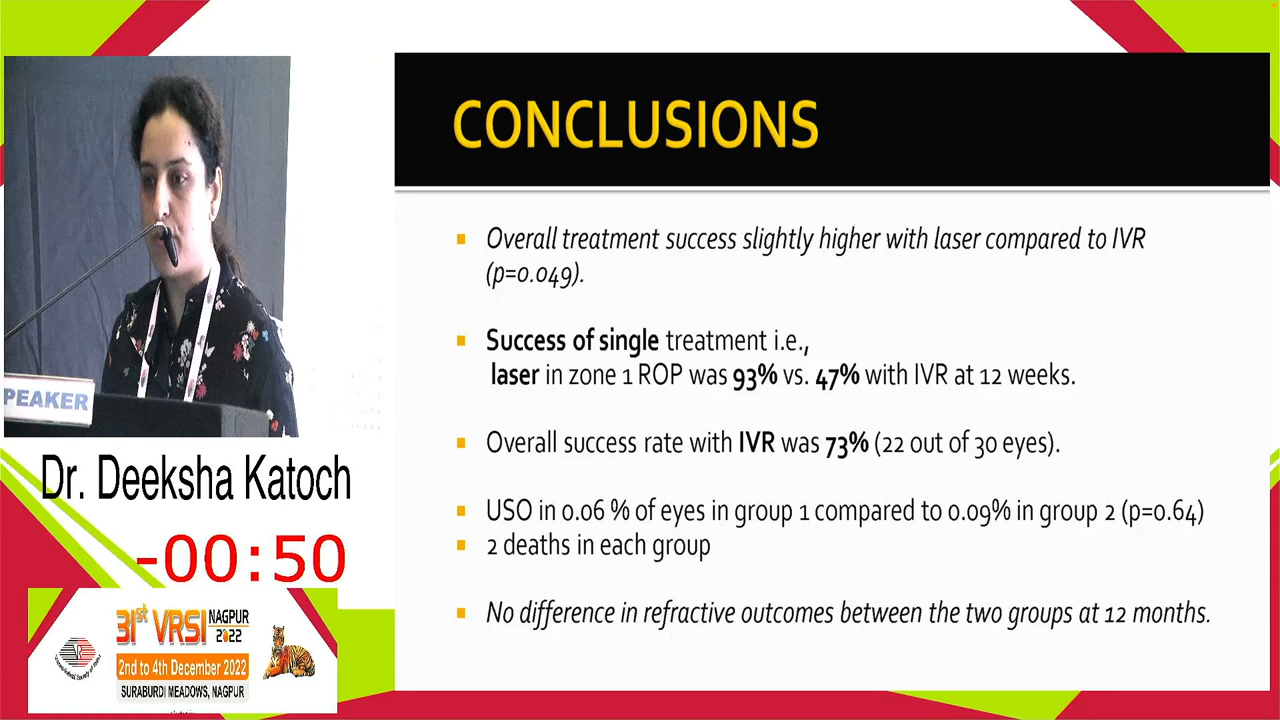 CONCLUSIONS
Overall treatment success slightly higher with laser compared to IVR
(p=0.049).
Success of single treatment i.e.,
laser in zone 1 ROP was 93% vs. 47% with IVR at 12 weeks.
Overall success rate with IVR was 73% (22 out of 30 eyes).
USO in 0.06 % of eyes in group 1 compared to 0.09% in group 2 (p=0.64)
2 deaths in each group
No difference in refractive outcomes between the two groups at 12 months.
PEAKER
Dr. Deeksha Katoch
-00:50
31st VRSI NAGPUR
2022
2nd to 4th December 2022
SURABURDI MEADOWS, NAGPUR